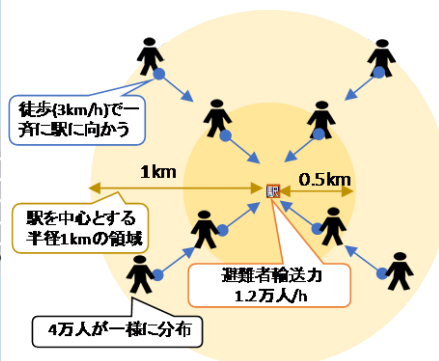 徒歩(3km/h)で一
斉に駅に向かう
1km
駅
0.5km
駅を中心とする
半径1kmの領域
避難者輸送力
1.2万人/h
4万人が一様に分布